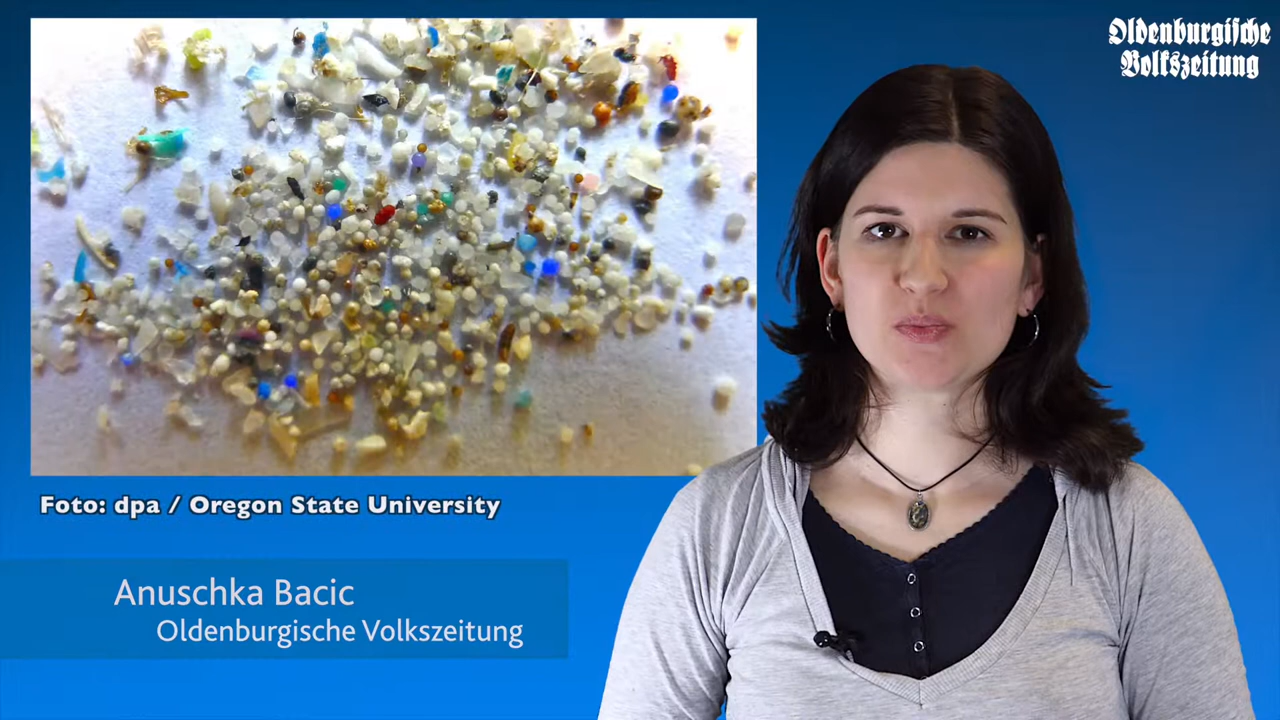 Oldenburgische
Volkszeitung
Foto: dpa / Oregon State University
Anuschka Bacic
Oldenburgische Volkszeitung